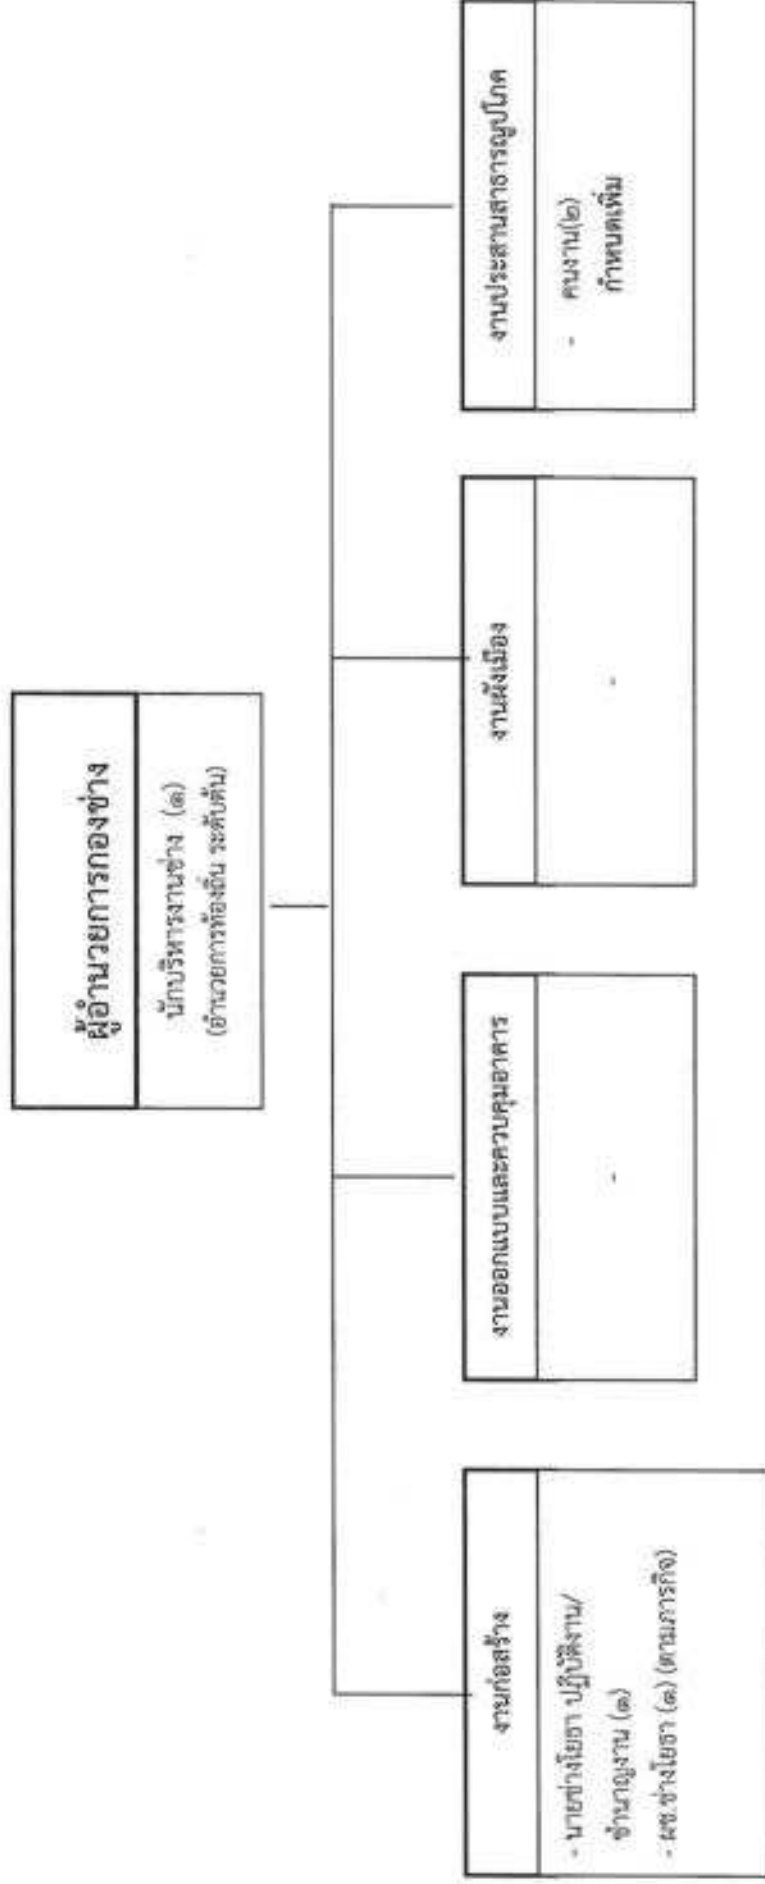 ผู้อำนวยการกองช่าง
นักบริหารงานช่าง (๑)
(อำนวยการท้องถิ่น ระดับต้น)
งานก่อสร้าง
- นายช่างโยธา ปฏิบัติงาน/
ชำนาญงาน (๑)
- ผช.ช่างโยธา (๑) (ตามภารกิจ)
งานออกแบบและควบคุมอาคาร
-
งานผังเมือง
-
งานประสานสาธารณูปโภค
- คนงาน(๒)
กำหนดเพิ่ม